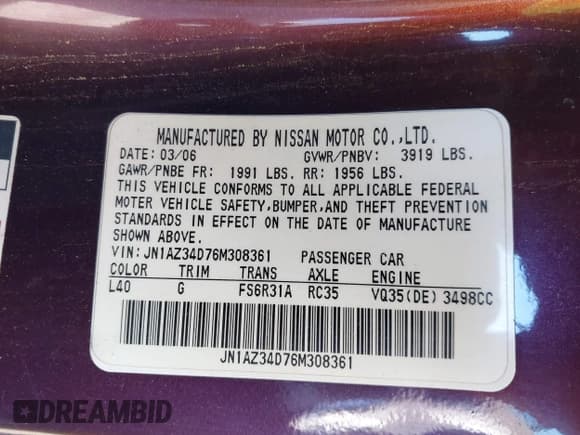 MANUFACTURED BY NISSAN MOTOR CO.,LTD.
DATE: 03/06 GVWR/PNBV: 3919 LBS.
GAWR/PNBE FR: 1991 LBS. RR: 1956 LBS.
THIS VEHICLE CONFORMS TO ALL APPLICABLE FEDERAL
MOTER VEHICLE SAFETY,BUMPER,AND THEFT PREVENTION
STANDARDS IN EFFECT ON THE DATE OF MANUFACTURE
SHOWN ABOVE.
VIN:JN1AZ34D76M308361 PASSENGER CAR
COLOR TRIM TRANS AXLE ENGINE
L40 G FS6R31A RC35 VQ35(DE) 3498CC
JN1AZ34D76M308361
DREAMBID